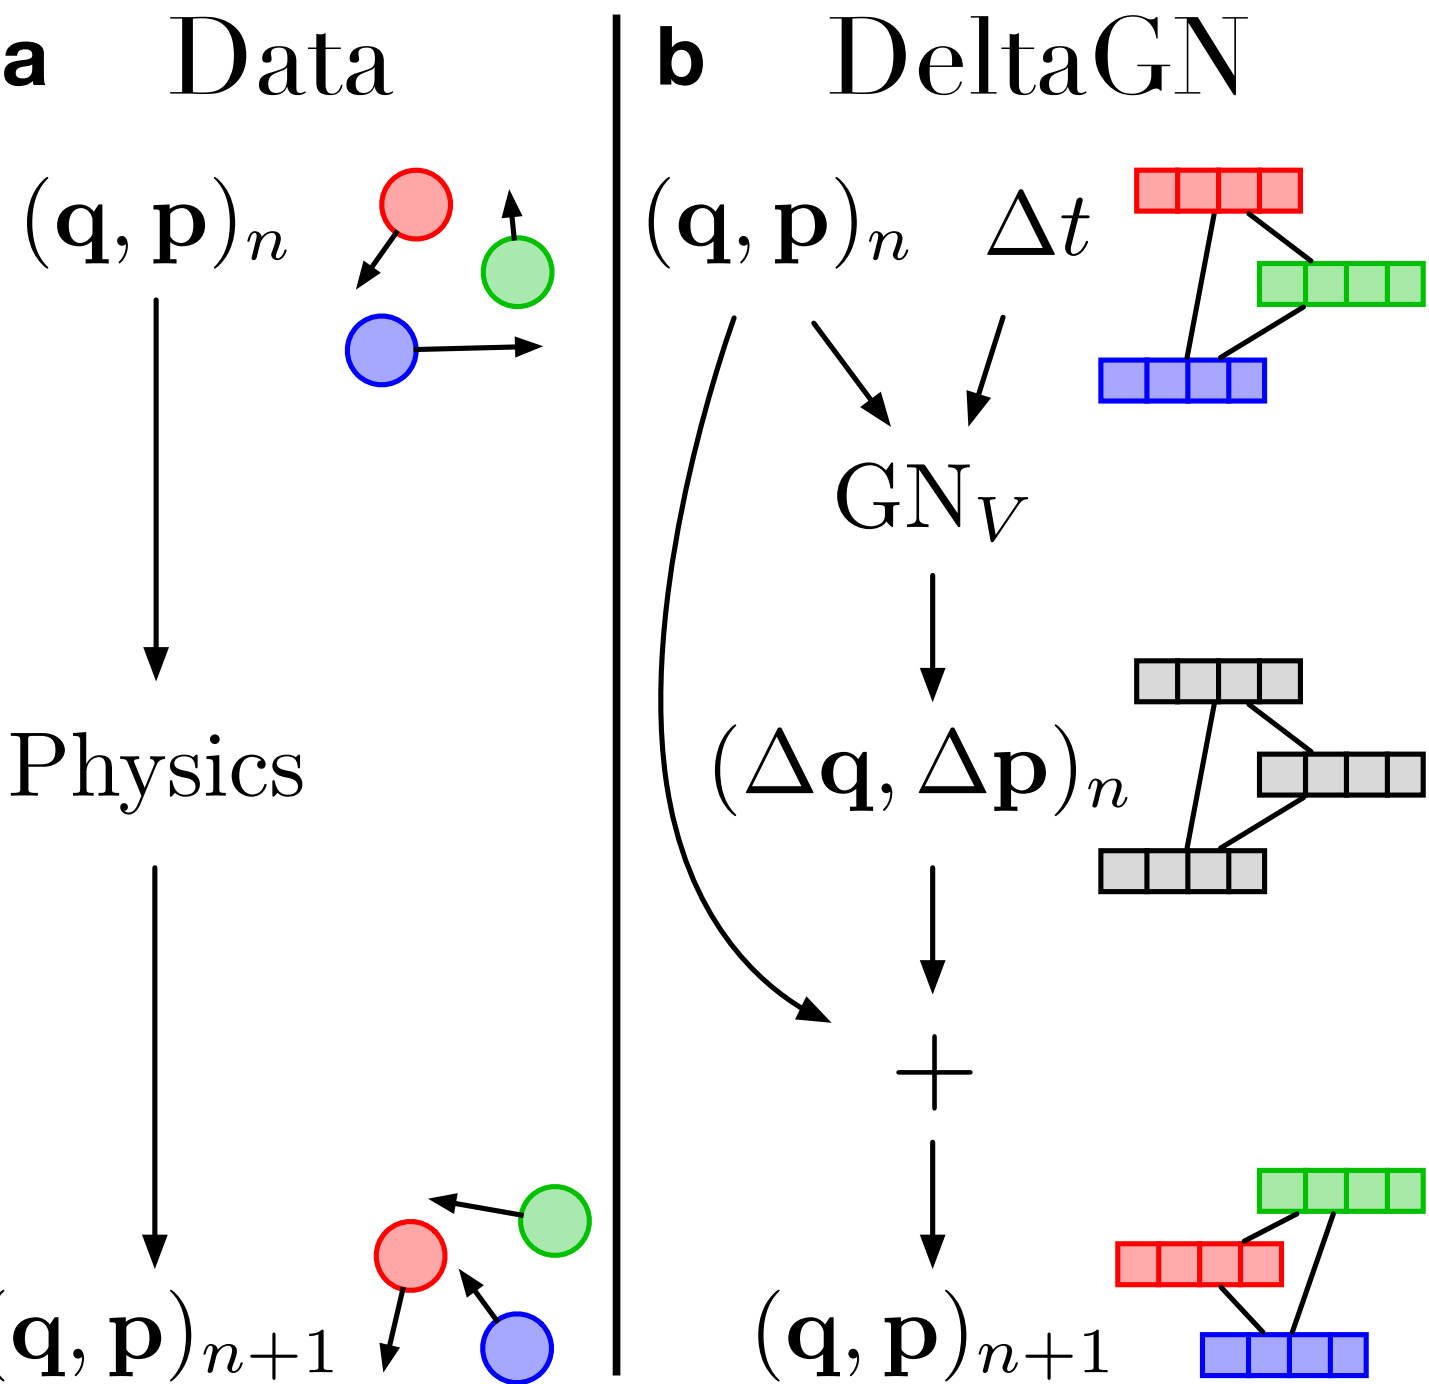 a Data
(q, p)n
Physics
(q, p)n+1
b DeltaGN
(q, p)n Δt
GNV
(Δq, Δp)n
+
(q, p)n+1